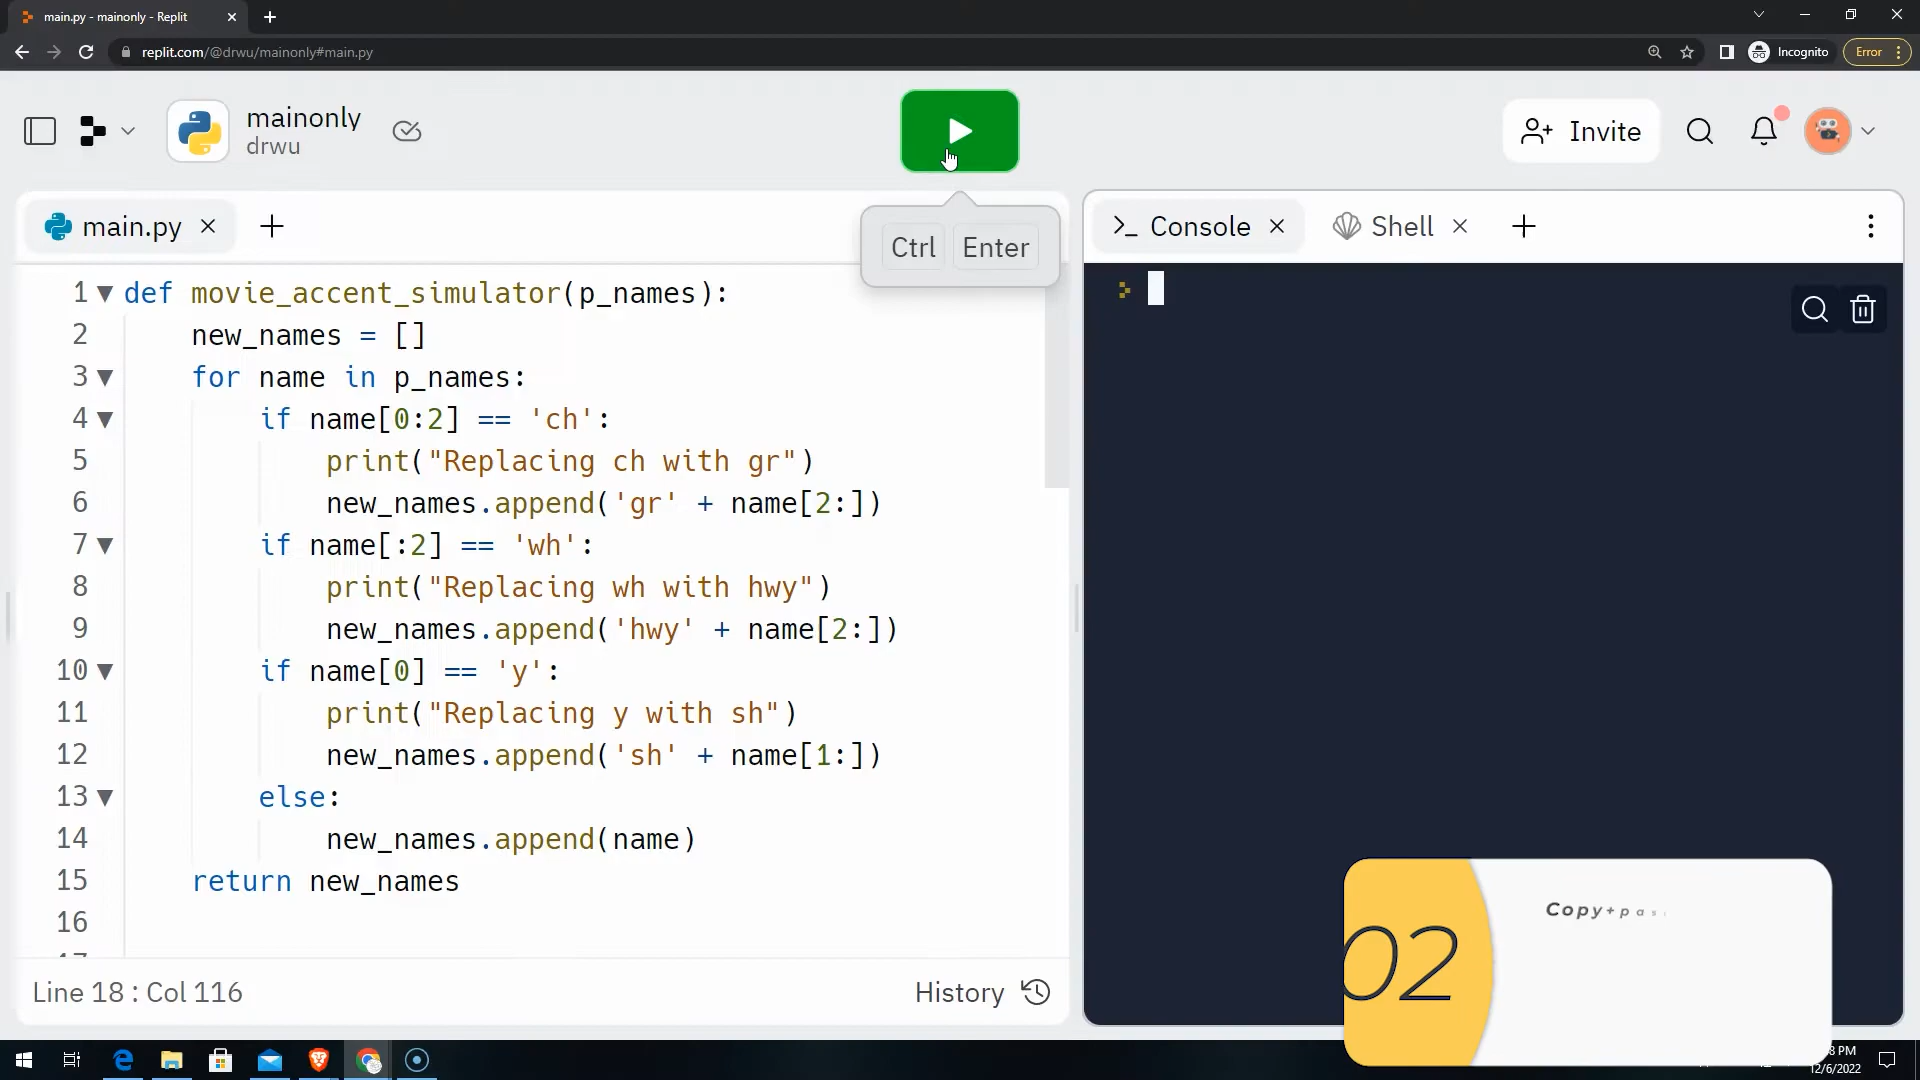 main.py - mainonly - Replit
replit.com/@drwu/mainonly#main.py
Incognito
Error
mainonly
drwu
Invite
main.py
Ctrl Enter
Console
Shell
1 def movie_accent_simulator(p_names):
2 new_names = []
3 for name in p_names:
4 if name[0:2] == 'ch':
5 print("Replacing ch with gr")
6 new_names.append('gr' + name[2:])
7 if name[:2] == 'wh':
8 print("Replacing wh with hwy")
9 new_names.append('hwy' + name[2:])
10 if name[0] == 'y':
11 print("Replacing y with sh")
12 new_names.append('sh' + name[1:])
13 else:
14 new_names.append(name)
15 return new_names
16
17
Line 18 : Col 116
History
02
Copy+pas
8 PM
12/6/2022